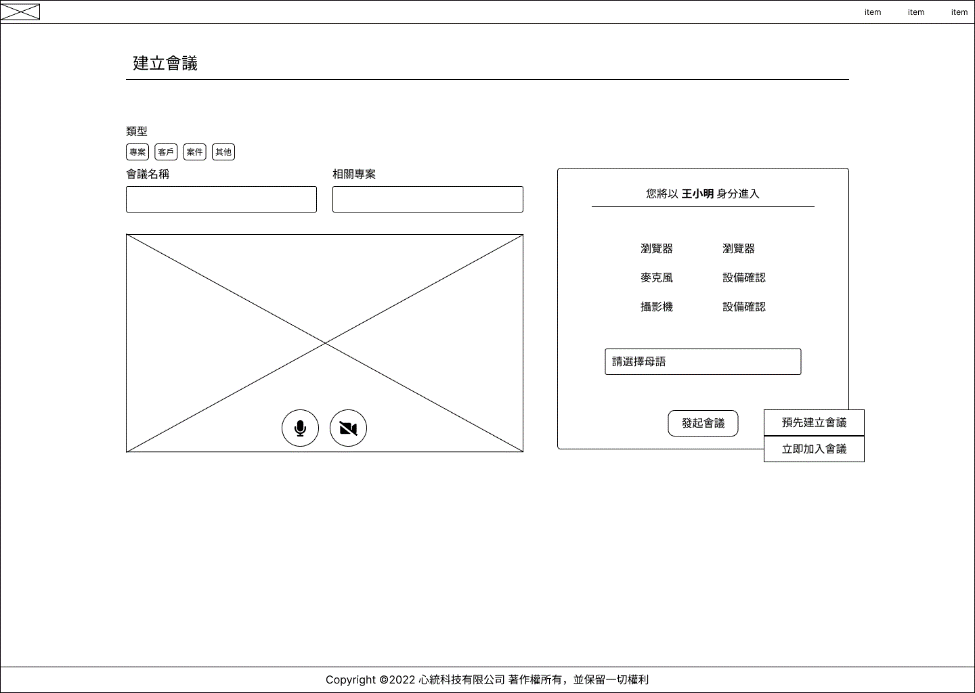 item item item
建立會議
類型
專案 客戶 案件 其他
會議名稱 相關專案
您將以 王小明 身分進入
瀏覽器 瀏覽器
麥克風 設備確認
攝影機 設備確認
請選擇母語
發起會議 預先建立會議
立即加入會議
Copyright ©2022 心統科技有限公司 著作權所有，並保留一切權利